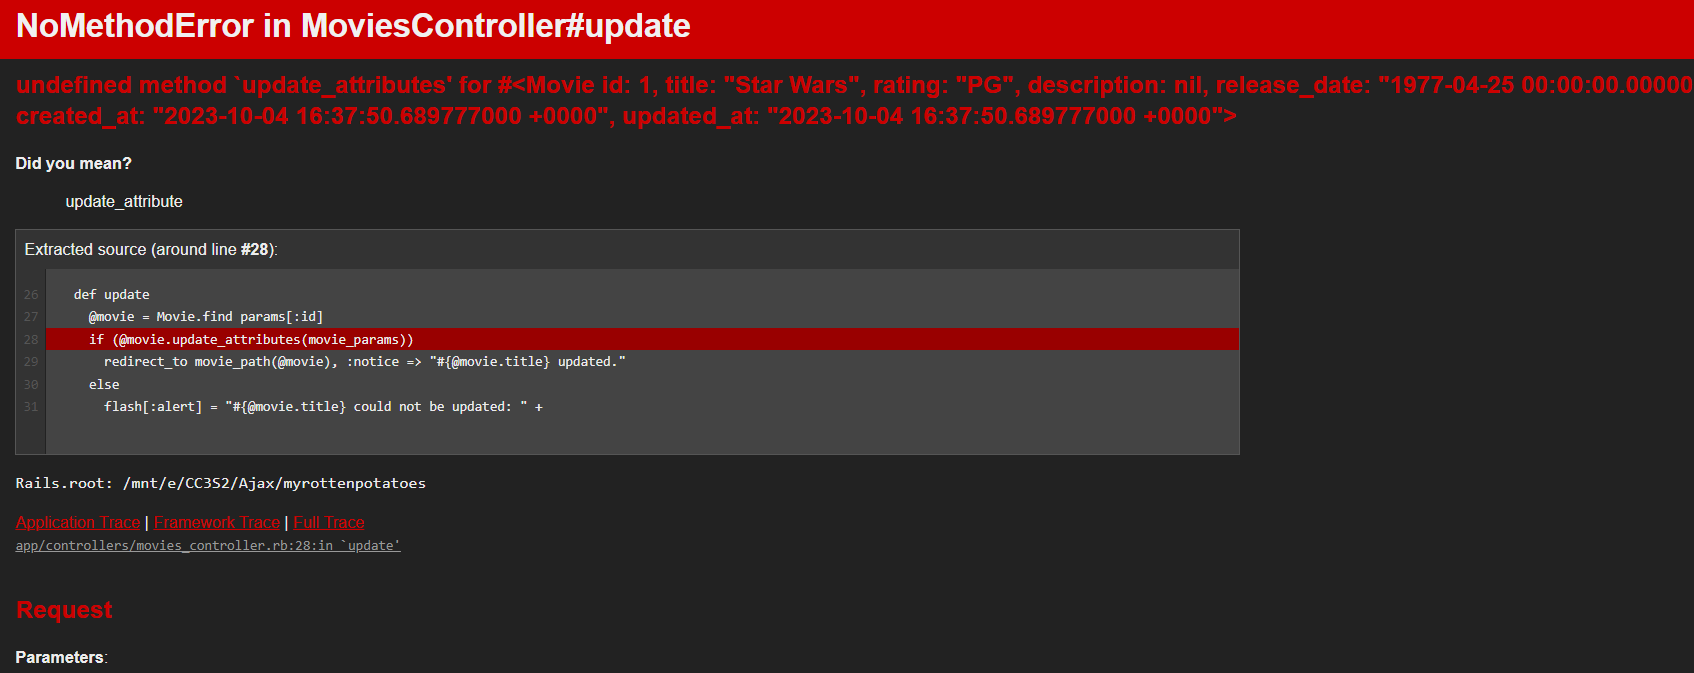 NoMethodError in MoviesController#update
undefined method `update_attributes' for #<Movie id: 1, title: "Star Wars", rating: "PG", description: nil, release_date: "1977-04-25 00:00:00.00000
created_at: "2023-10-04 16:37:50.689777000 +0000", updated_at: "2023-10-04 16:37:50.689777000 +0000">
Did you mean?
update_attribute
Extracted source (around line #28):
26 def update
27 @movie = Movie.find params[:id]
28 if (@movie.update_attributes(movie_params))
29 redirect_to movie_path(@movie), :notice => "#{@movie.title} updated."
30 else
31 flash[:alert] = "#{@movie.title} could not be updated: " +
Rails.root: /mnt/e/CC3S2/Ajax/myrottenpotatoes
Application Trace | Framework Trace | Full Trace
app/controllers/movies_controller.rb:28:in `update'
Request
Parameters: